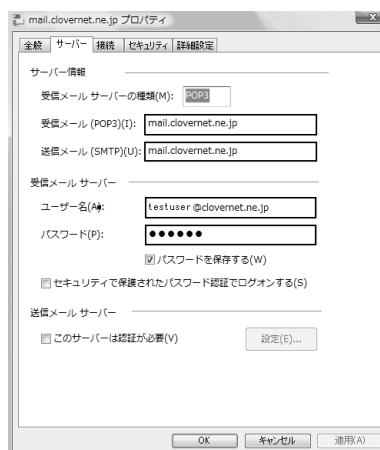 mail.clovernet.ne.jp プロパティ
全般 サーバー 接続 セキュリティ 詳細設定
サーバー情報
受信メール サーバーの種類(M): POP3
受信メール (POP3)(I): mail.clovernet.ne.jp
送信メール (SMTP)(U): mail.clovernet.ne.jp
受信メール サーバー
ユーザー名(A): testuser@clovernet.ne.jp
パスワード(P): ●●●●●●
パスワードを保存する(W)
セキュリティで保護されたパスワード認証でログオンする(S)
送信メール サーバー
このサーバーは認証が必要(V) 設定(E)...
OK キャンセル 適用(A)